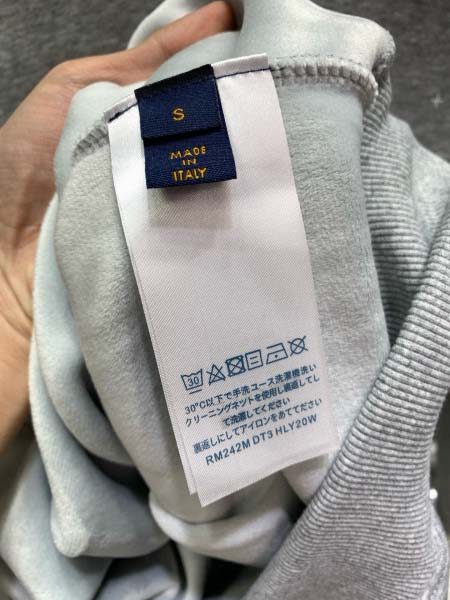 S
MADE
IN
ITALY
30
30℃以下で手洗ユース洗濯機洗い
クリーニングネットを使用し裏返しし
て洗濯してください
裏返しにしてアイロンをあててください
RM242M DT3 HLY20W